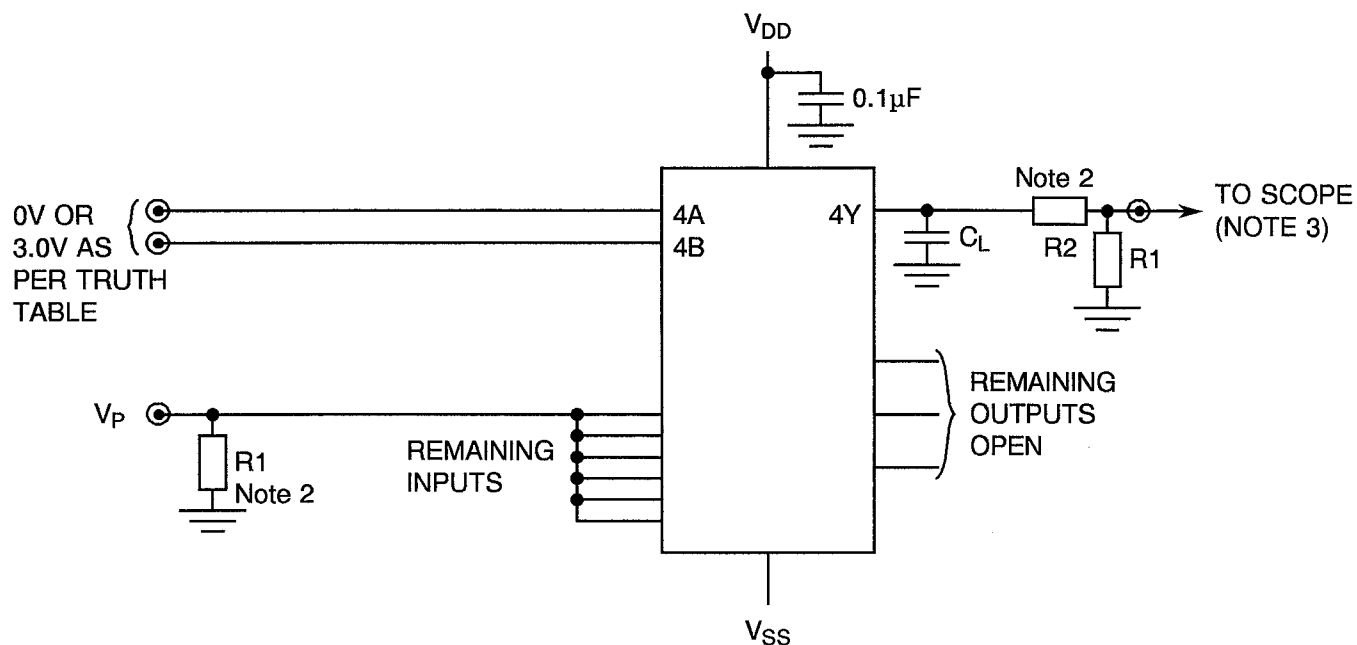 VDD
0.1µF
0V OR
3.0V AS
PER TRUTH
TABLE
4A
4B
4Y
CL
Note 2
R2
R1
TO SCOPE
(NOTE 3)
VP
R1
Note 2
REMAINING
INPUTS
REMAINING
OUTPUTS
OPEN
VSS